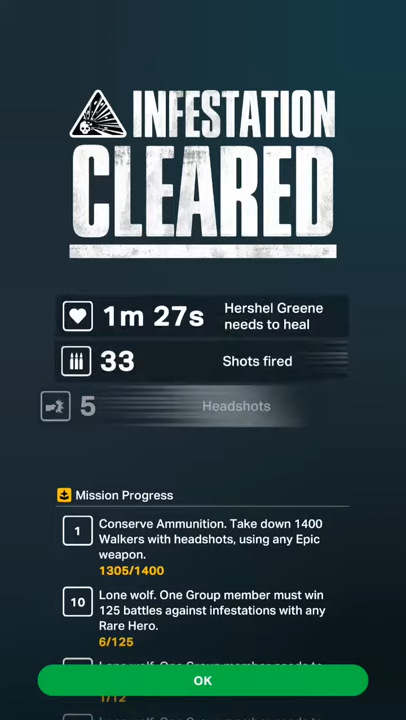 INFESTATION
CLEARED
1m 27s Hershel Greene
needs to heal
33 Shots fired
5 Headshots
Mission Progress
1 Conserve Ammunition. Take down 1400
Walkers with headshots, using any Epic
weapon.
1305/1400
10 Lone wolf. One Group member must win
125 battles against infestations with any
Rare Hero.
6/125
OK
1/12